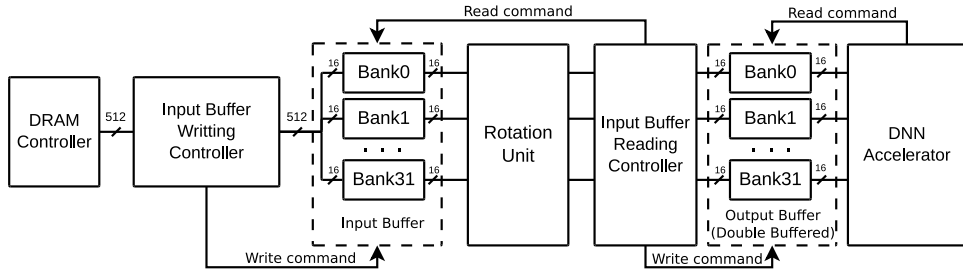 Read command
Read command
DRAM
Controller
512
Input Buffer
Writting
Controller
512
16
Bank0
16
16
Bank1
16
. . .
16
Bank31
16
Input Buffer
Rotation
Unit
Input Buffer
Reading
Controller
16
Bank0
16
16
Bank1
16
. . .
16
Bank31
16
Output Buffer
(Double Buffered)
DNN
Accelerator
Write command
Write command